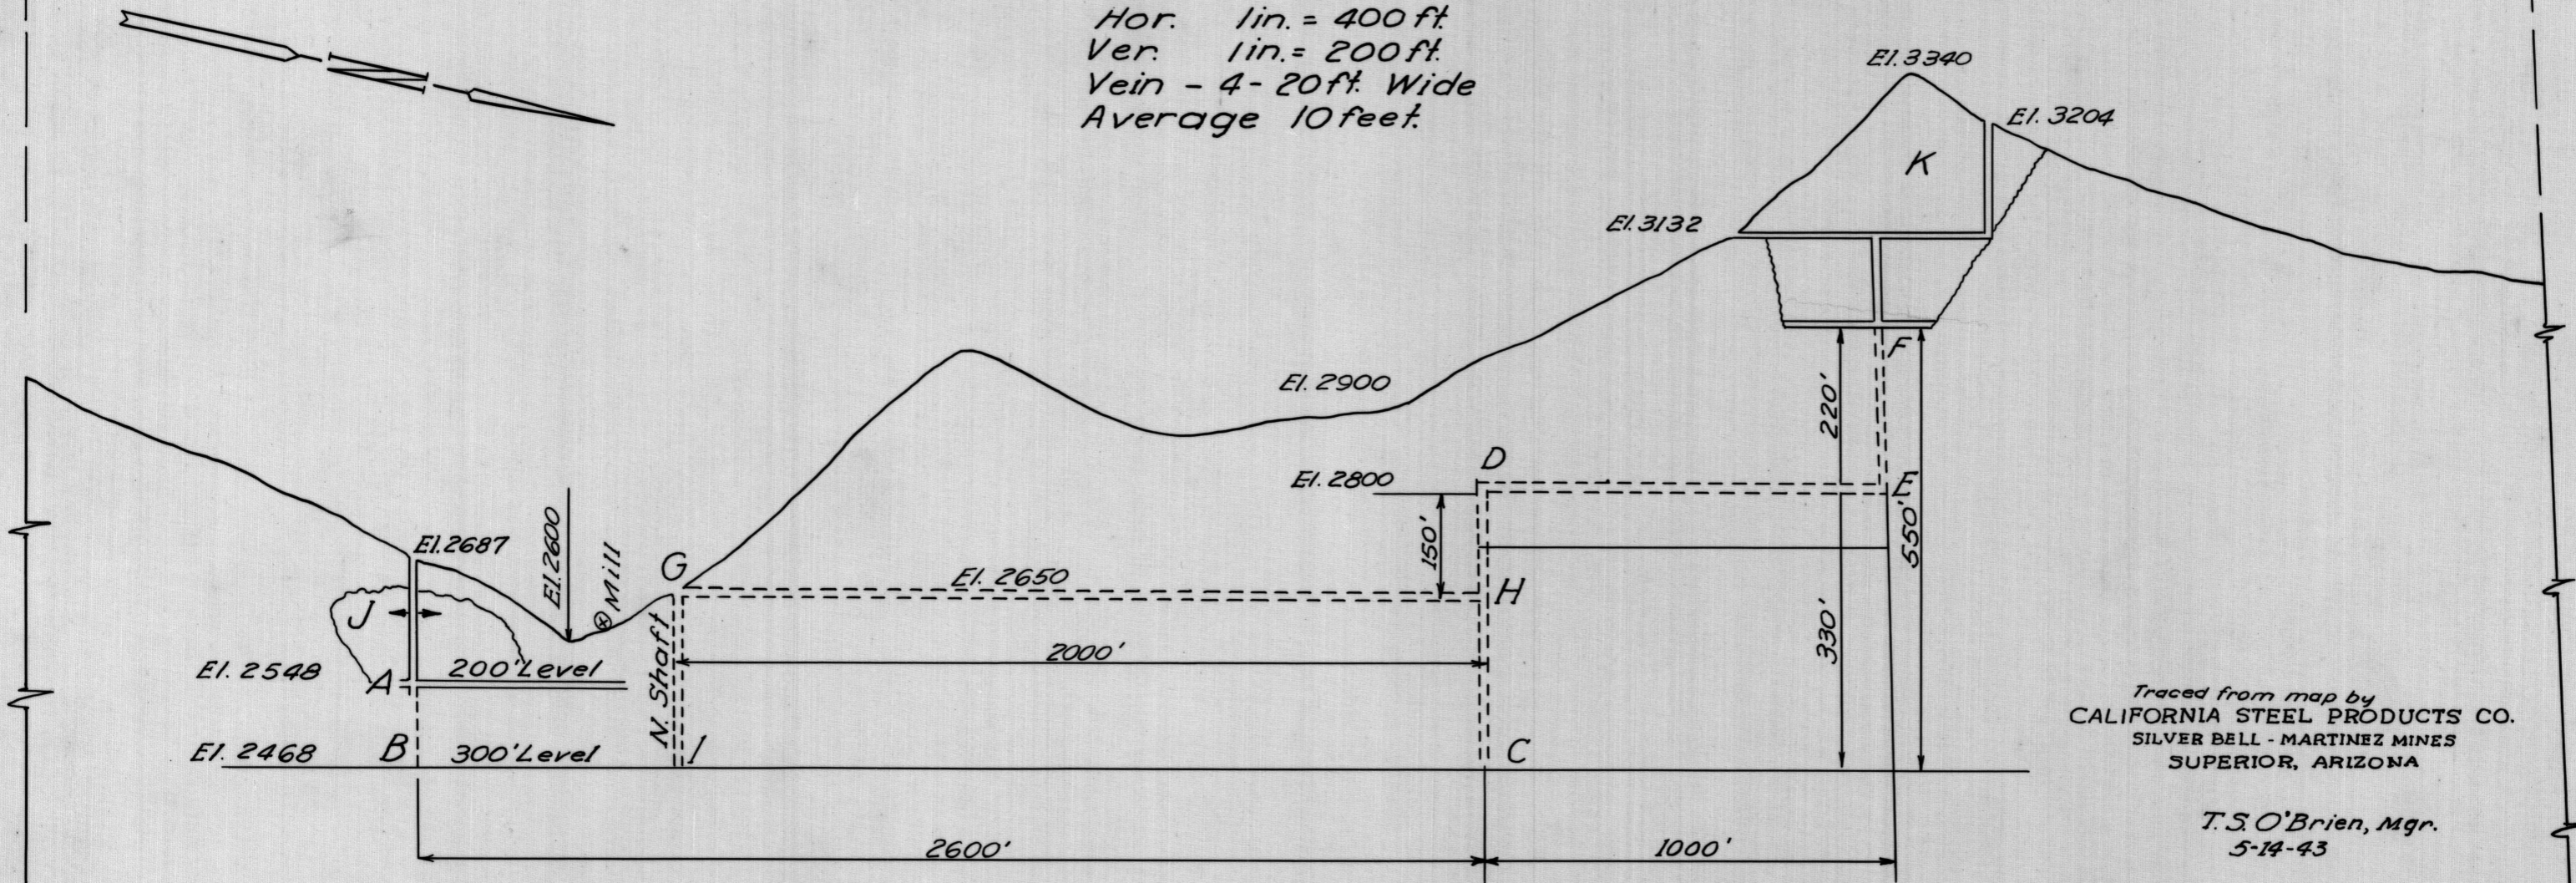 Hor. 1in. = 400 ft.
Ver. 1in. = 200 ft.
Vein - 4 - 20 ft. Wide
Average 10 feet.
N
El. 3340
El. 3204
K
El. 3132
F
El. 2900
220'
D
El. 2800
E
150'
550'
El. 2687
El. 2600
Mill
G
El. 2650
H
J
N. Shaft
2000'
330'
El. 2548
A
200' Level
El. 2468
B
300' Level
I
C
2600'
1000'
Traced from map by
CALIFORNIA STEEL PRODUCTS CO.
SILVER BELL - MARTINEZ MINES
SUPERIOR, ARIZONA
T. S. O'Brien, Mgr.
5-14-43